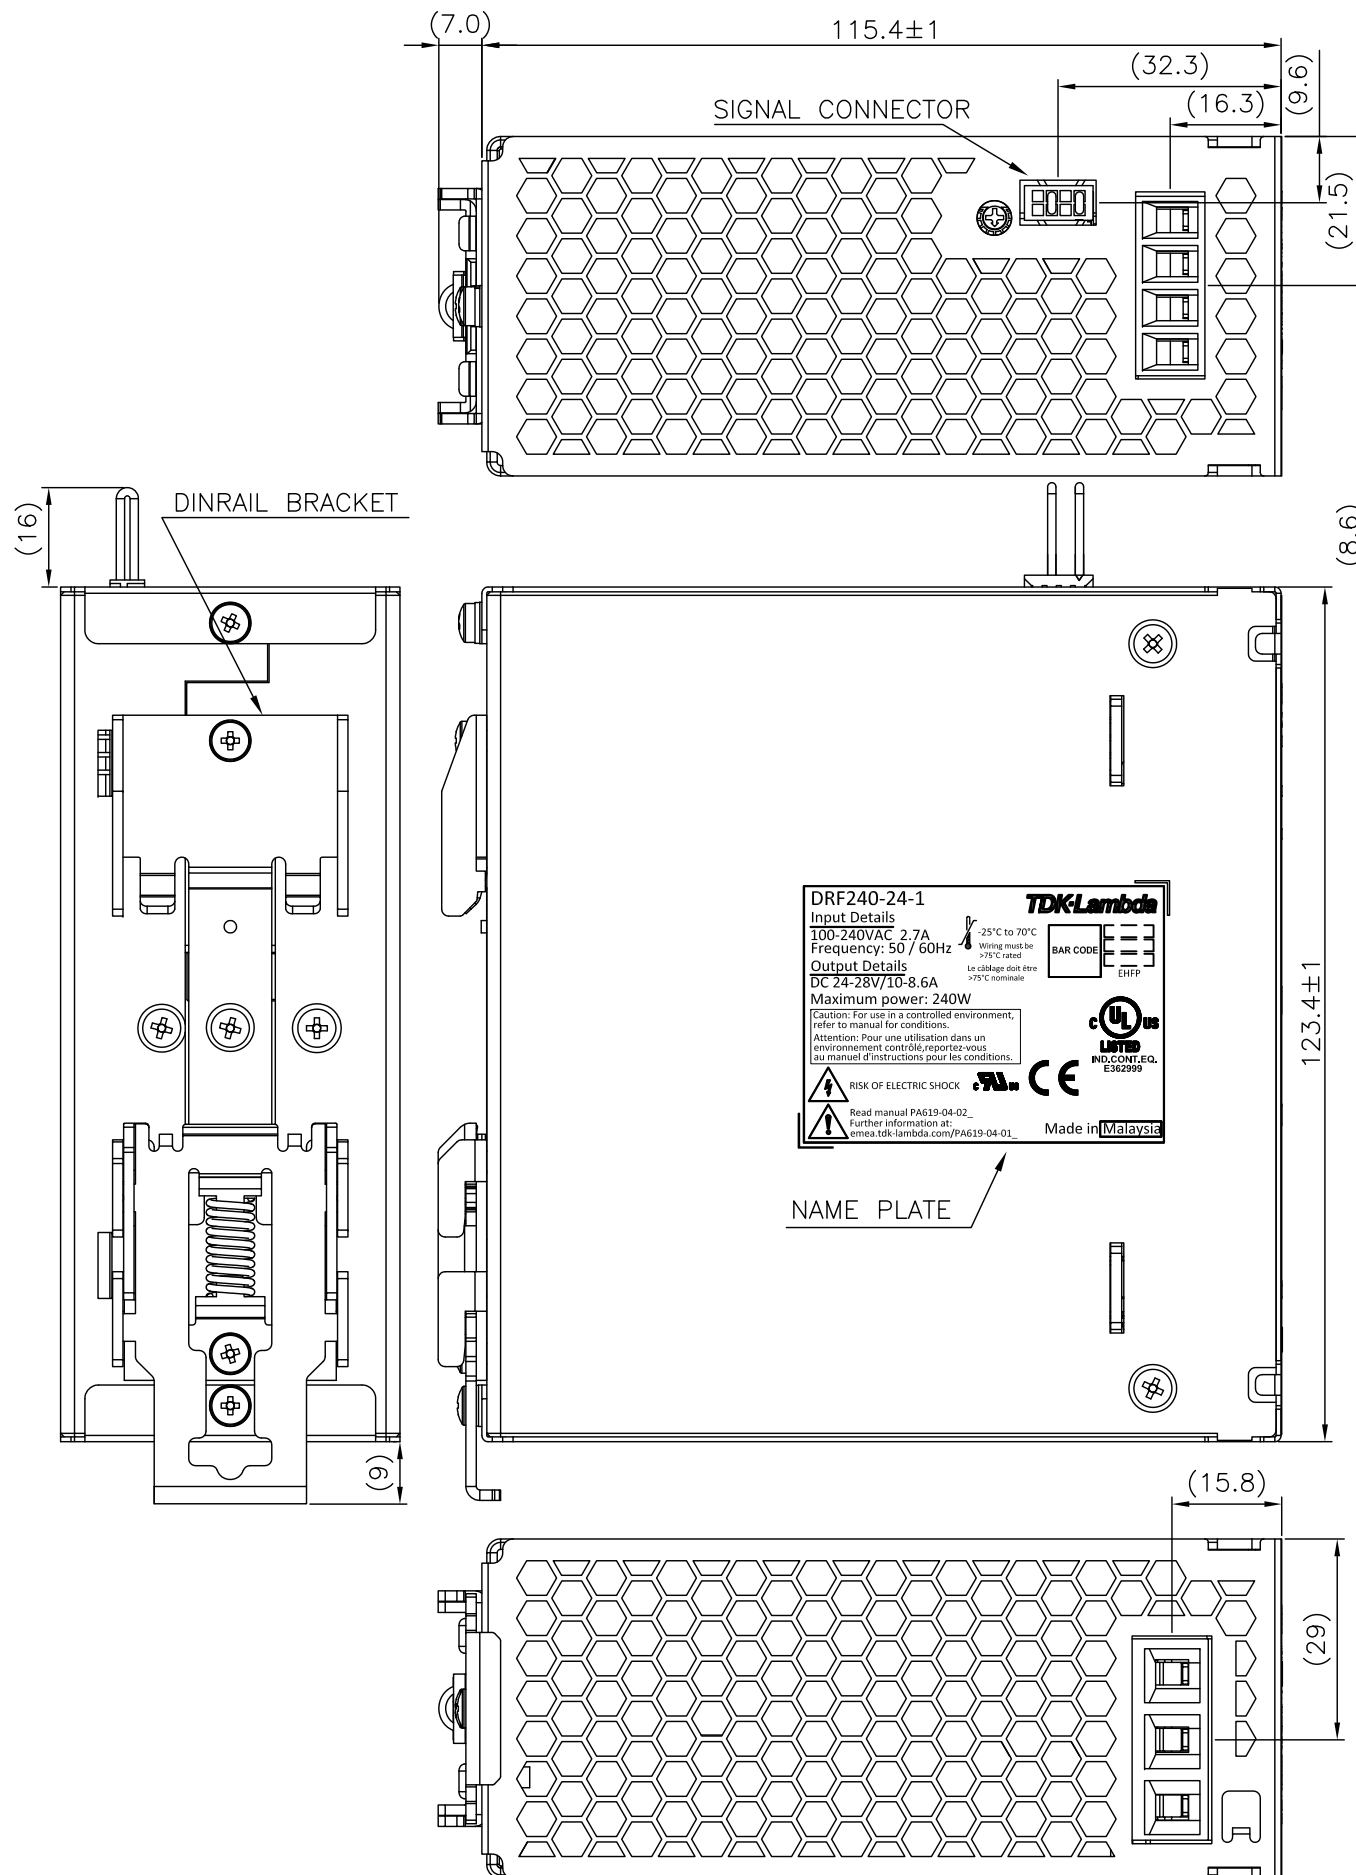 (7.0)
115.4±1
(32.3)
(9.6)
SIGNAL CONNECTOR
(16.3)
(21.5)
(16)
DINRAIL BRACKET
(8.6)
DRF240-24-1
TDK·Lambda
Input Details
100-240VAC 2.7A
Frequency: 50 / 60Hz
-25°C to 70°C
Wiring must be
>75°C rated
Le câblage doit être
>75°C nominale
BAR CODE
EHFP
Output Details
DC 24-28V/10-8.6A
Maximum power: 240W
Caution: For use in a controlled environment,
refer to manual for conditions.
Attention: Pour une utilisation dans un
environnement contrôlé,reportez-vous
au manuel d'instructions pour les conditions.
C UL US
LISTED
IND.CONT.EQ.
E362999
RISK OF ELECTRIC SHOCK
c RU us
CE
Read manual PA619-04-02_
Further information at:
emea.tdk-lambda.com/PA619-04-01_
Made in Malaysia
123.4±1
NAME PLATE
(9)
(15.8)
(29)